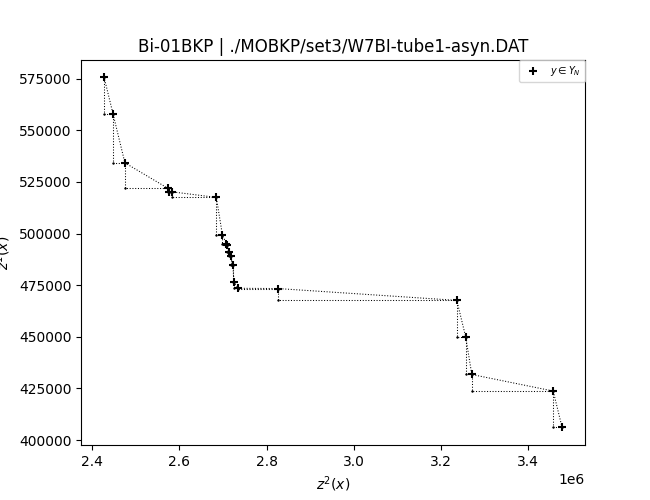 Bi-01BKP | ./MOBKP/set3/W7BI-tube1-asyn.DAT
y ∈ Y_N
575000
550000
525000
500000
475000
450000
425000
400000
z¹(x)
2.4 2.6 2.8 3.0 3.2 3.4
1e6
z²(x)